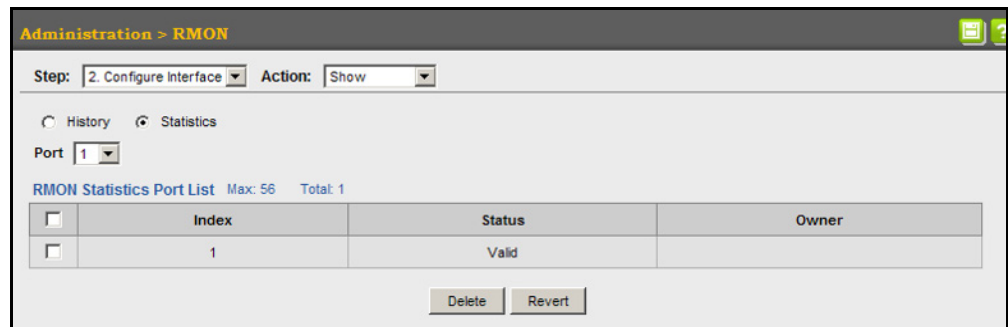 Administration > RMON
?
Step: 2. Configure Interface Action: Show
History Statistics
Port 1
RMON Statistics Port List Max: 56 Total: 1
Index Status Owner
1 Valid
Delete Revert